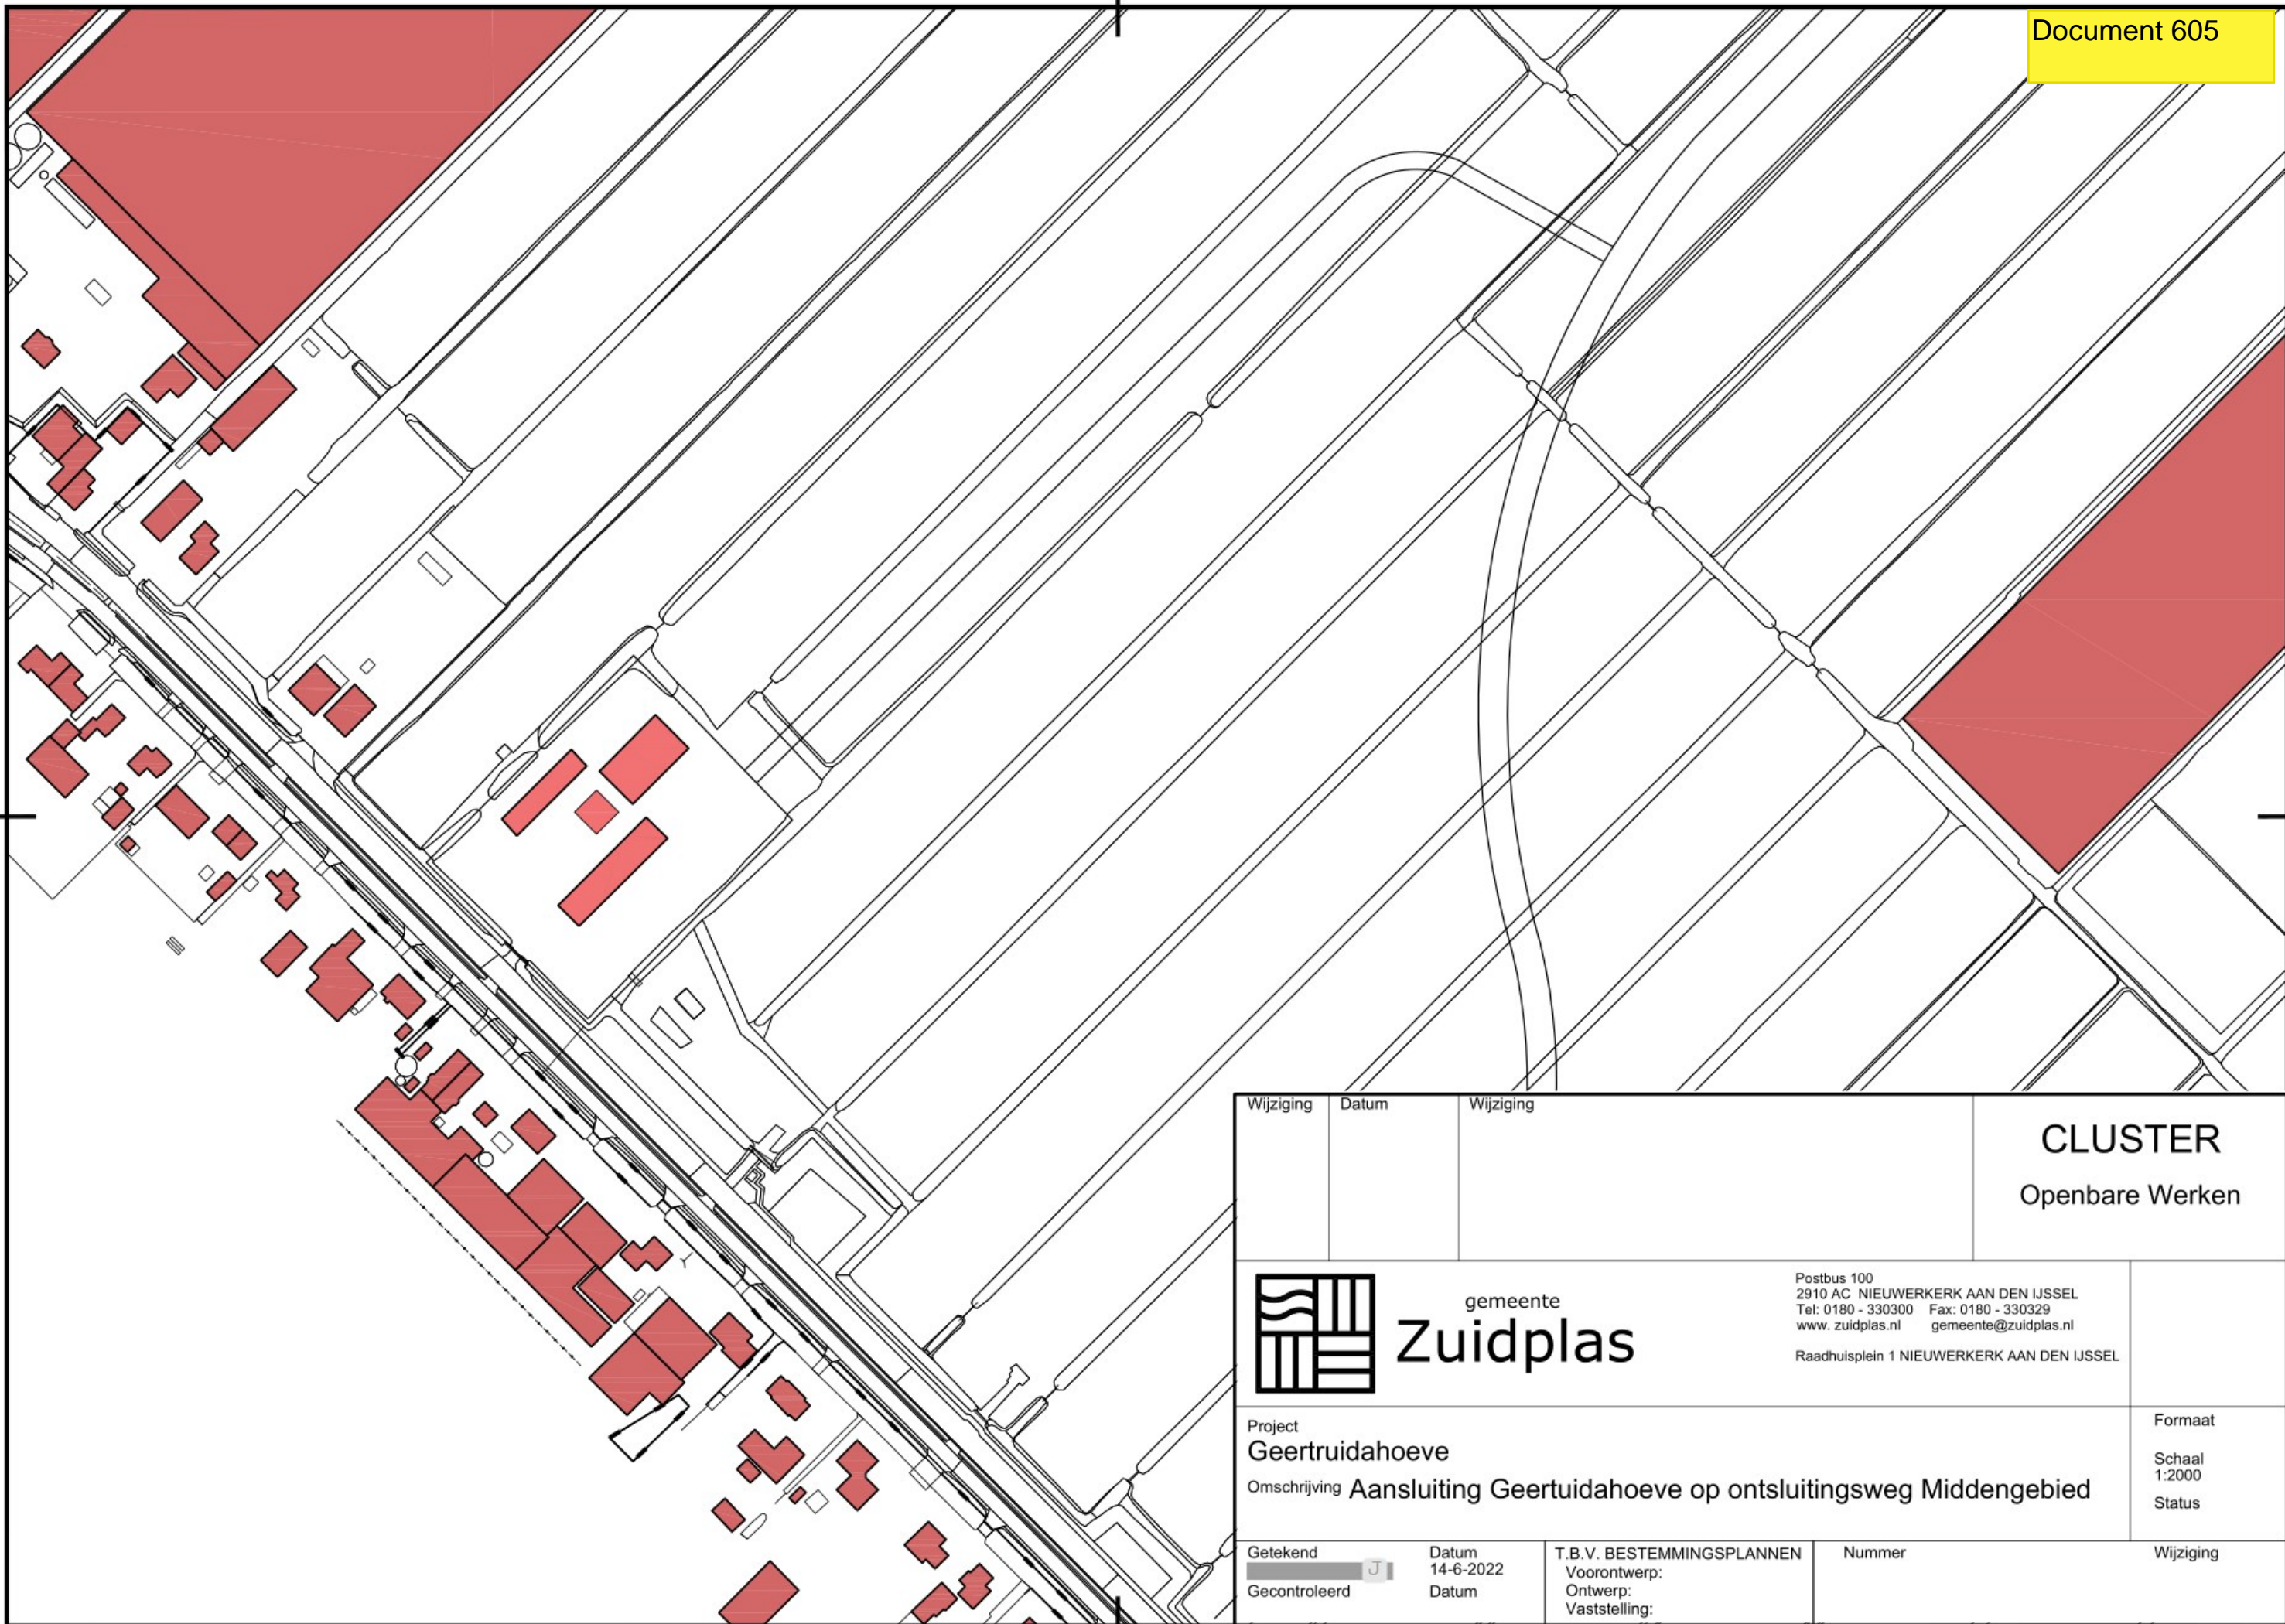 Document 605
Wijziging Datum Wijziging
CLUSTER
Openbare Werken
gemeente
Zuidplas
Postbus 100
2910 AC NIEUWERKERK AAN DEN IJSSEL
Tel: 0180 - 330300 Fax: 0180 - 330329
www. zuidplas.nl gemeente@zuidplas.nl
Raadhuisplein 1 NIEUWERKERK AAN DEN IJSSEL
Project
Geertruidahoeve
Omschrijving Aansluiting Geertuidahoeve op ontsluitingsweg Middengebied
Formaat
Schaal
1:2000
Status
Getekend
J
Gecontroleerd
Datum
14-6-2022
Datum
T.B.V. BESTEMMINGSPLANNEN
Voorontwerp:
Ontwerp:
Vaststelling:
Nummer
Wijziging